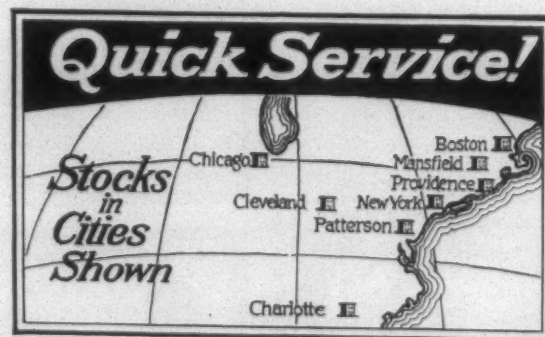 Quick Service!
Stocks
in
Cities
Shown
Chicago
Boston
Mansfield
Providence
Cleveland
New York
Patterson
Charlotte